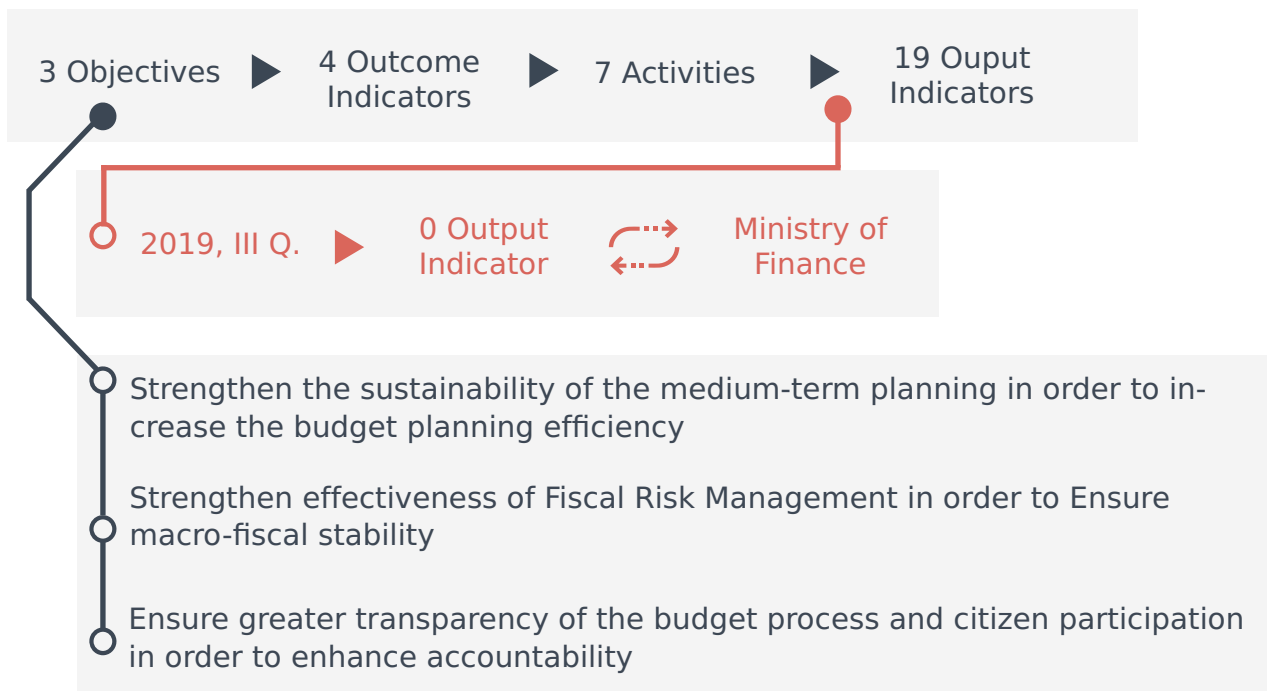 3 Objectives
4 Outcome
Indicators
7 Activities
19 Ouput
Indicators
2019, III Q.
0 Output
Indicator
Ministry of
Finance
Strengthen the sustainability of the medium-term planning in order to in-
crease the budget planning efficiency
Strengthen effectiveness of Fiscal Risk Management in order to Ensure
macro-fiscal stability
Ensure greater transparency of the budget process and citizen participation
in order to enhance accountability